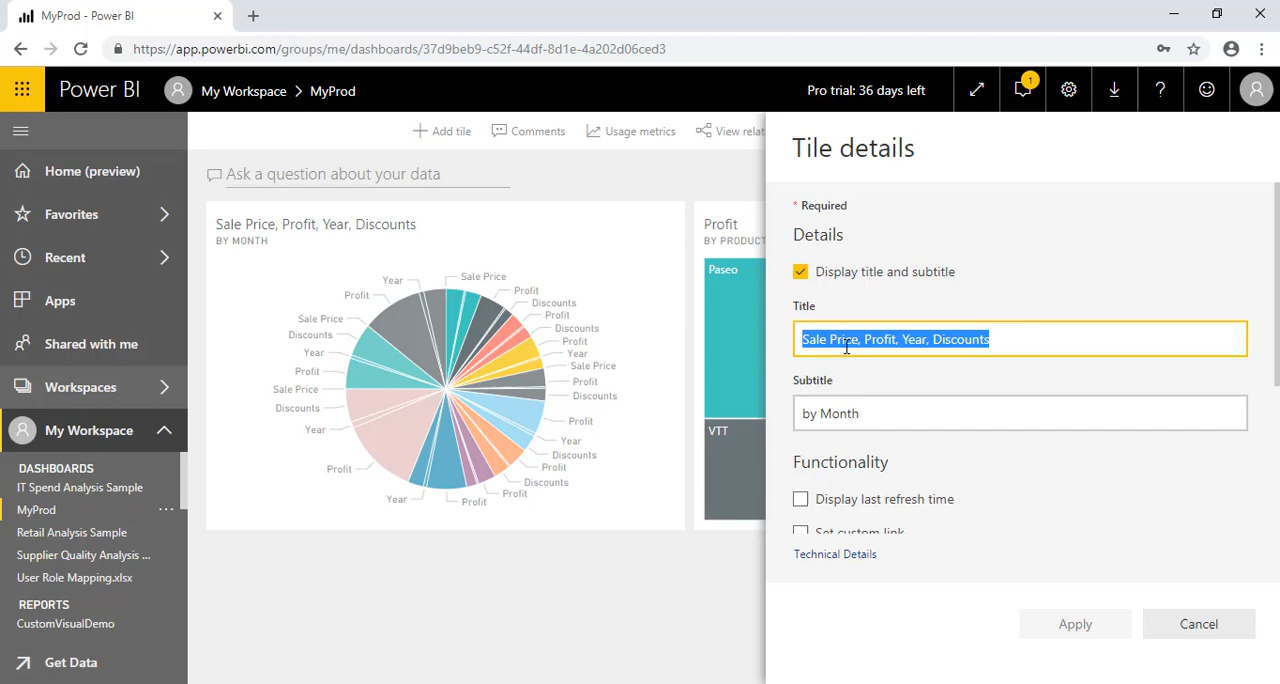 MyProd - Power BI
https://app.powerbi.com/groups/me/dashboards/37d9beb9-c52f-44df-8d1e-4a202d06ced3
Power BI
My Workspace > MyProd
Pro trial: 36 days left
1
?
Home (preview)
Favorites
Recent
Apps
Shared with me
Workspaces
My Workspace
DASHBOARDS
IT Spend Analysis Sample
MyProd
Retail Analysis Sample
Supplier Quality Analysis ...
User Role Mapping.xlsx
REPORTS
CustomVisualDemo
Get Data
Add tile
Comments
Usage metrics
View relat
Ask a question about your data
Sale Price, Profit, Year, Discounts
BY MONTH
Year
Profit
Sale Price
Discounts
Year
Profit
Sale Price
Discounts
Year
Profit
Year
Sale Price
Profit
Discounts
Profit
Discounts
Profit
Year
Sale Price
Profit
Discounts
Profit
Year
Discounts
Profit
Discounts
Profit
Profit
Profit
BY PRODUCT
Paseo
VTT
Tile details
* Required
Details
Display title and subtitle
Title
Sale Price, Profit, Year, Discounts
Subtitle
by Month
Functionality
Display last refresh time
Set custom link
Technical Details
Apply
Cancel